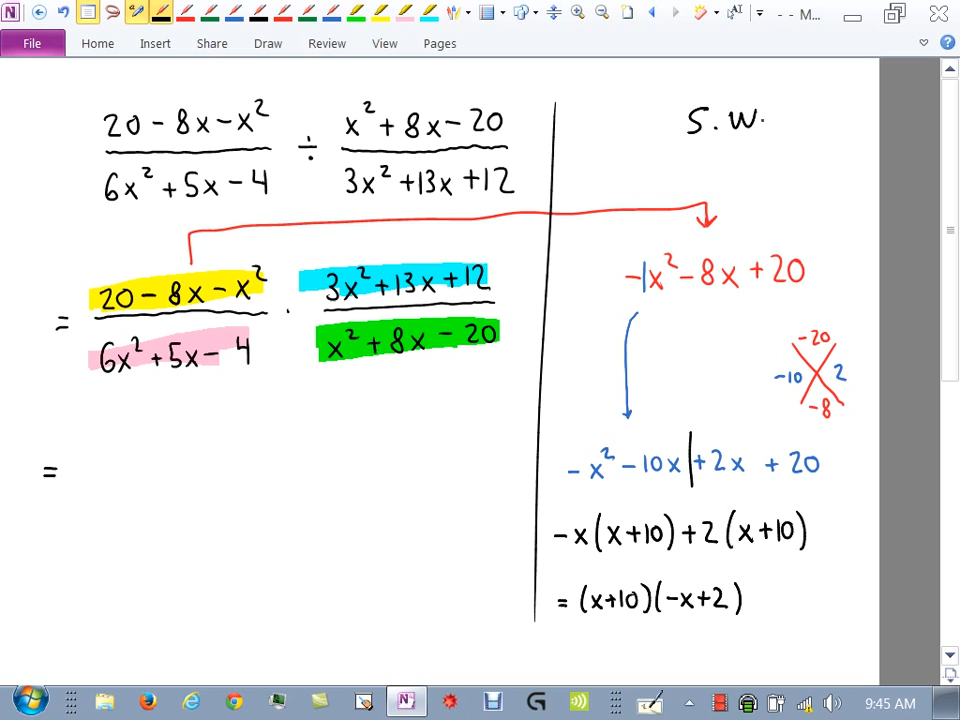 - - M...
File Home Insert Share Draw Review View Pages
20 - 8x - x² / 6x² + 5x - 4 ÷ x² + 8x - 20 / 3x² + 13x + 12
= 20 - 8x - x² / 6x² + 5x - 4 · 3x² + 13x + 12 / x² + 8x - 20
=
S. W.
-1x² - 8x + 20
-20
-10 2
-8
-x² - 10x | + 2x + 20
-x(x+10) + 2(x+10)
= (x+10)(-x+2)
9:45 AM